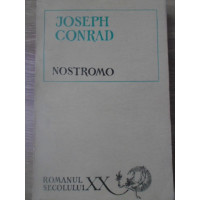 JOSEPH
CONRAD
NOSTROMO
ROMANUL
SECOLULUI XX